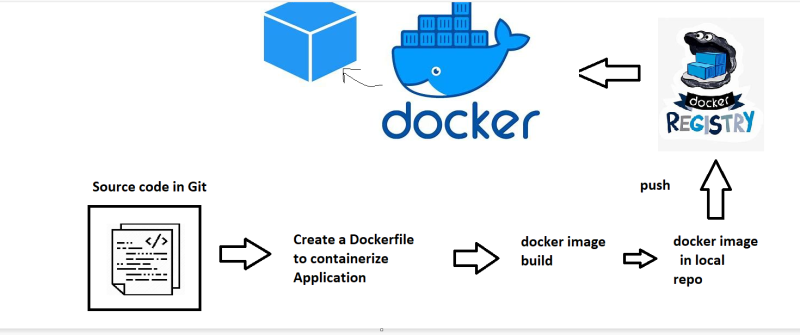 docker
docker
REGISTRY
Source code in Git
</>
push
Create a Dockerfile
to containerize
Application
docker image
build
docker image
in local
repo